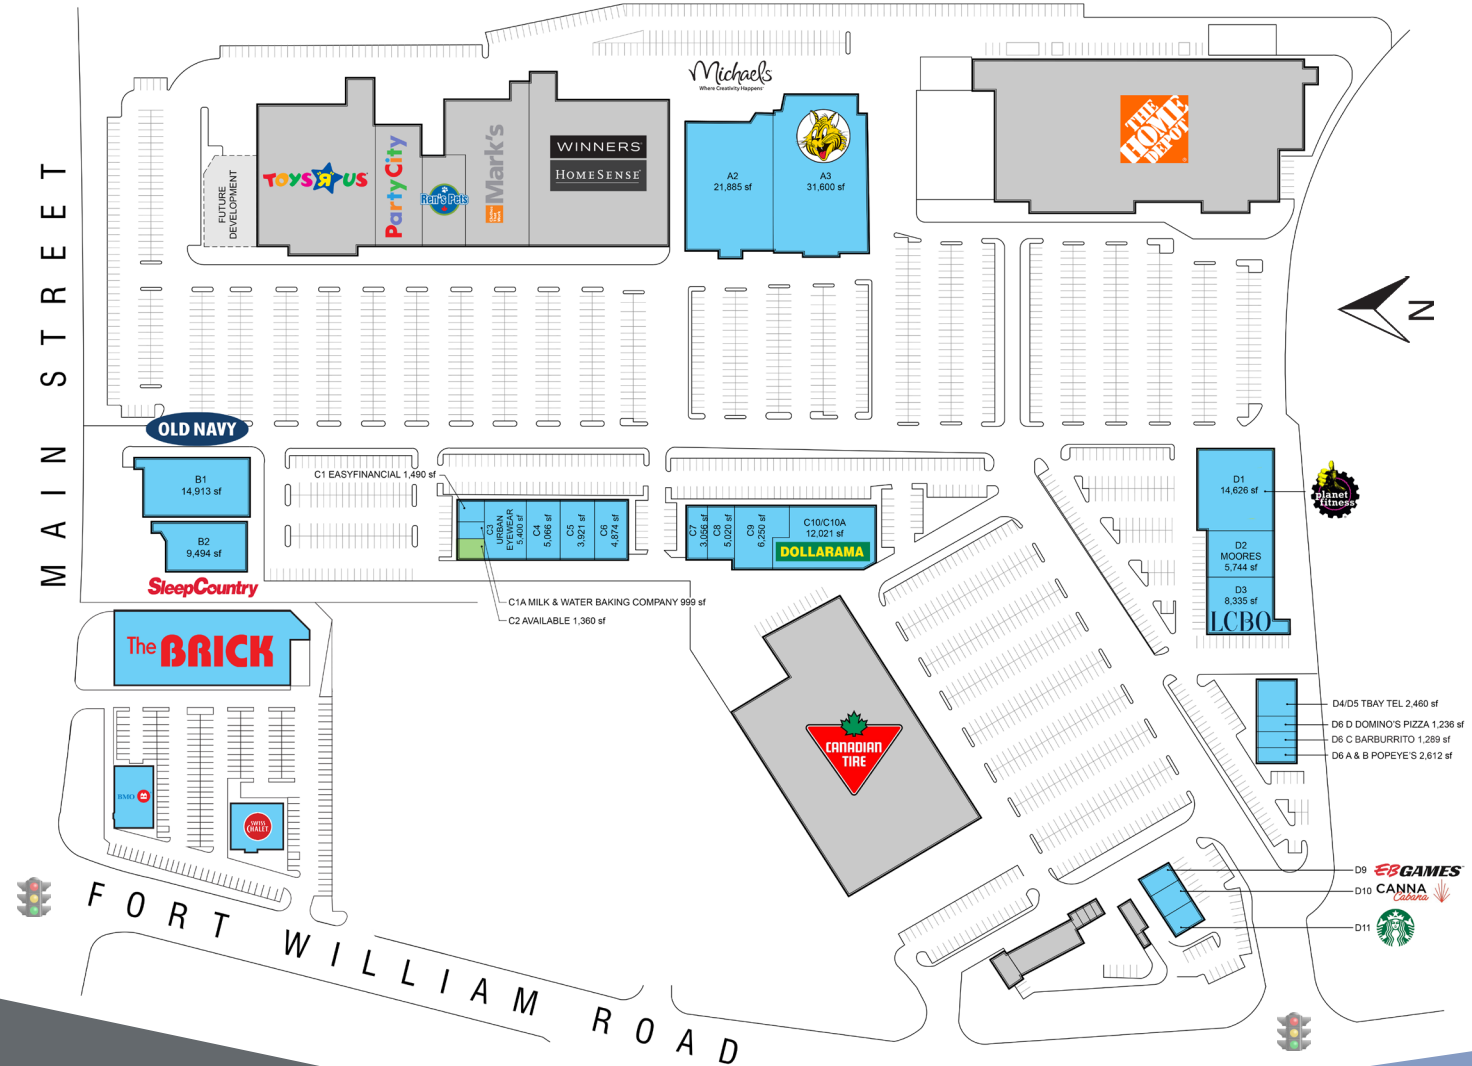 Michaels
Where Creativity Happens
THE HOME DEPOT
MAIN STREET
FUTURE DEVELOPMENT
TOYS R US
Party City
Ren's Pets
Mark's
WINNERS
HOMESENSE
A2
21,885 sf
A3
31,600 sf
N
OLD NAVY
B1
14,913 sf
B2
9,494 sf
SleepCountry
C1 EASYFINANCIAL 1,490 sf
C3
URBAN
EYEWEAR
5,400 sf
C4
5,066 sf
C5
3,921 sf
C6
4,874 sf
C7
3,056 sf
C8
5,020 sf
C9
6,250 sf
C10/C10A
12,021 sf
DOLLARAMA
C1A MILK & WATER BAKING COMPANY 999 sf
C2 AVAILABLE 1,360 sf
D1
14,626 sf
planet
fitness
D2
MOORES
5,744 sf
D3
8,335 sf
LCBO
The BRICK
BMO
SWISS
CHALET
CANADIAN
TIRE
D4/D5 TBAY TEL 2,460 sf
D6 D DOMINO'S PIZZA 1,236 sf
D6 C BARBURRITO 1,289 sf
D6 A & B POPEYE'S 2,612 sf
D9 EBGAMES
D10 CANNA
Cabana
D11
FORT WILLIAM ROAD